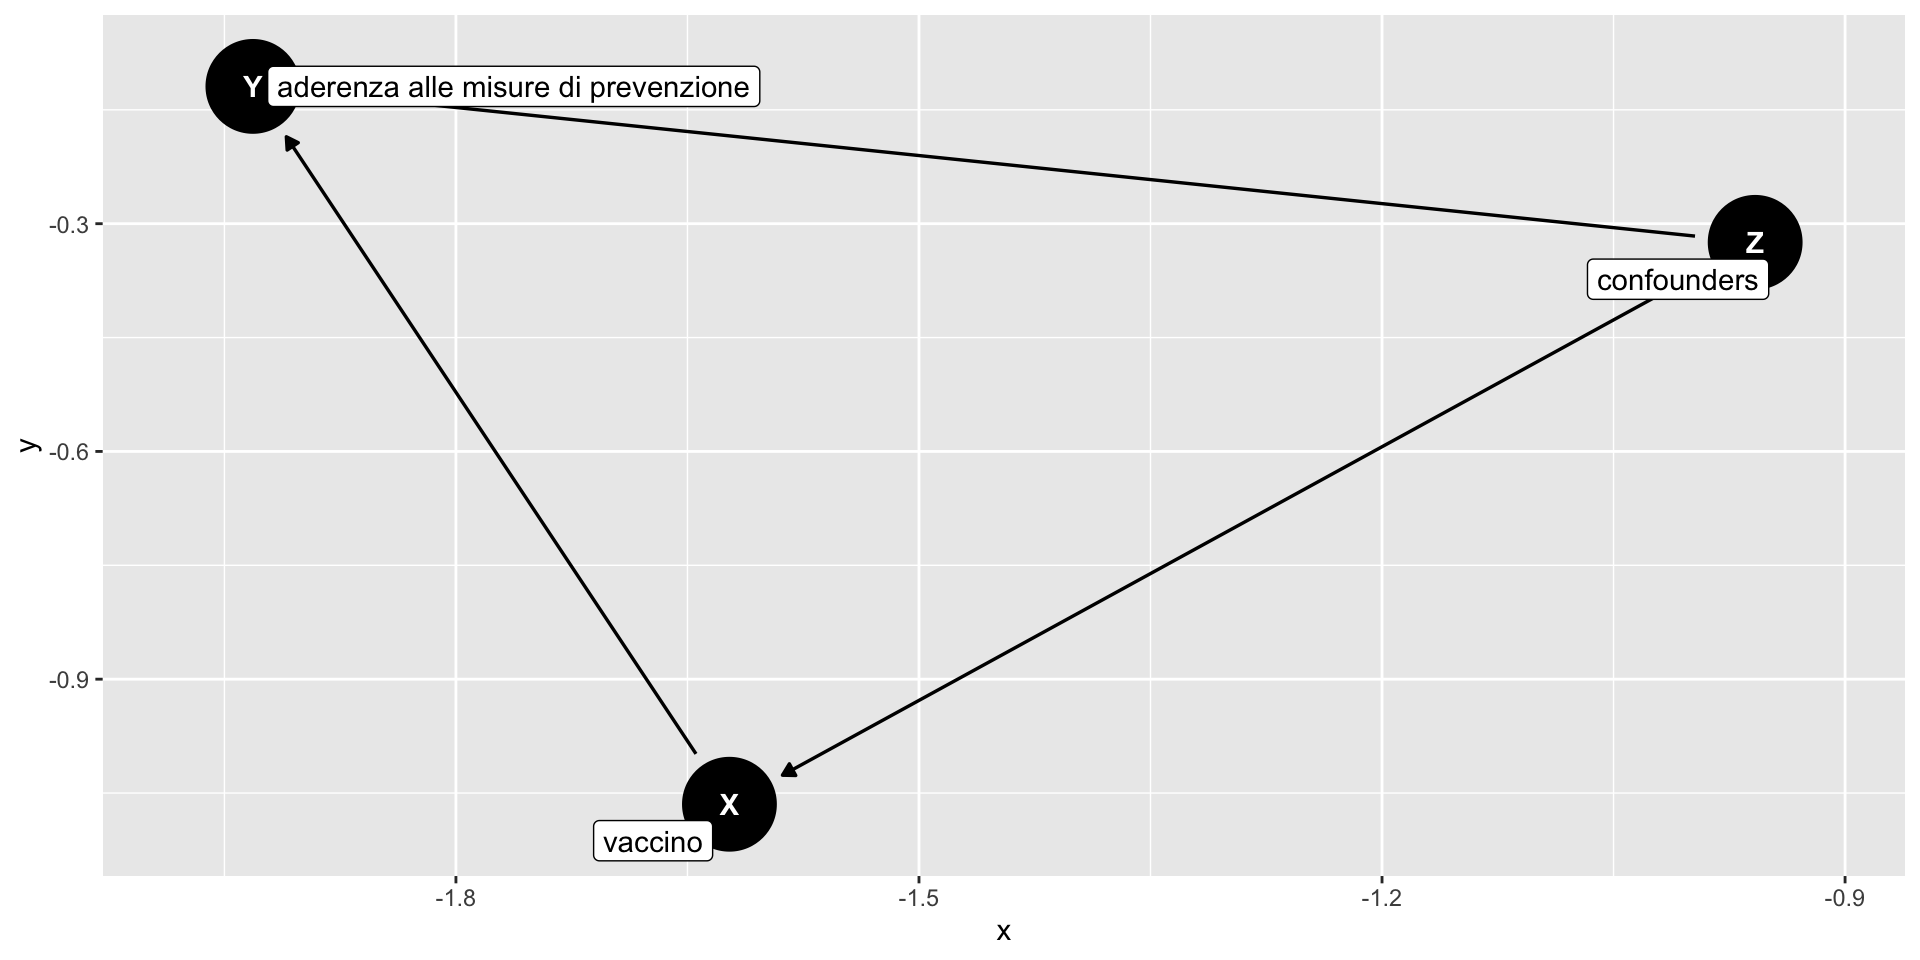 Y
aderenza alle misure di prevenzione
Z
confounders
X
vaccino
-0.3
-0.6
-0.9
y
-1.8
-1.5
-1.2
-0.9
x